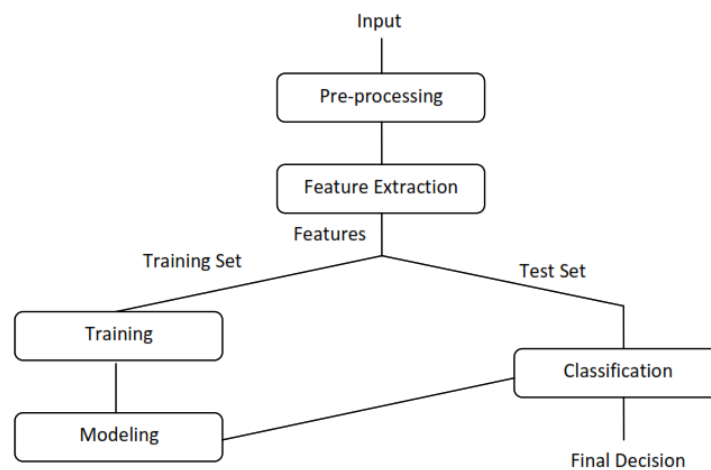 Input
Pre-processing
Feature Extraction
Features
Training Set
Test Set
Training
Classification
Modeling
Final Decision